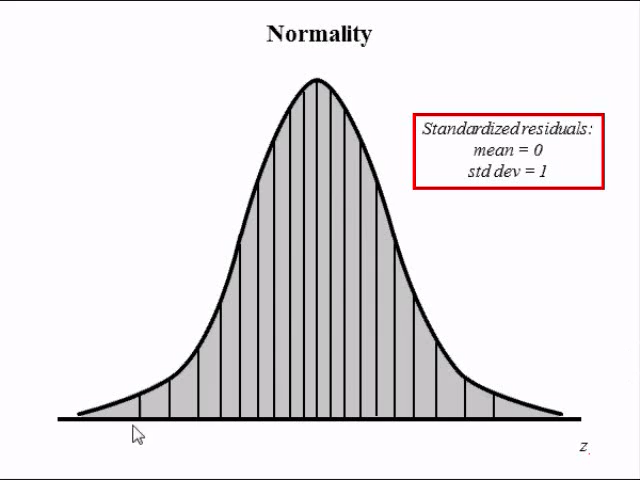 Normality
Standardized residuals:
mean = 0
std dev = 1
z